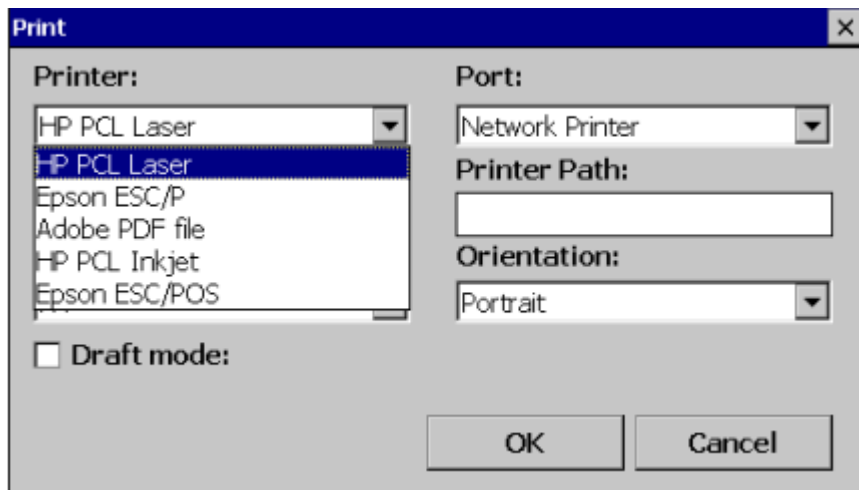 Print
Printer:
HP PCL Laser
HP PCL Laser
Epson ESC/P
Adobe PDF file
HP PCL Inkjet
Epson ESC/POS
Draft mode:
Port:
Network Printer
Printer Path:
Orientation:
Portrait
OK
Cancel